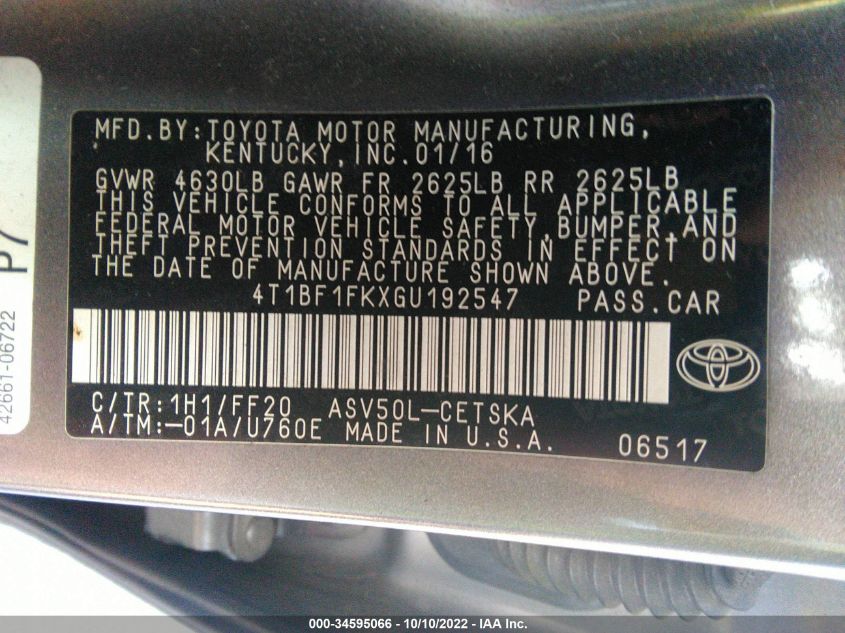 MFD.BY:TOYOTA MOTOR MANUFACTURING,
KENTUCKY,INC.01/16
GVWR 4630LB GAWR FR 2625LB RR 2625LB
THIS VEHICLE CONFORMS TO ALL APPLICABLE
FEDERAL MOTOR VEHICLE SAFETY,BUMPER,AND
THEFT PREVENTION STANDARDS IN EFFECT ON
THE DATE OF MANUFACTURE SHOWN ABOVE.
4T1BF1FKXGU192547 PASS.CAR
C/TR:1H1/FF20 ASV50L-CETSKA
A/TM:-01A/U760E MADE IN U.S.A. 06517
P7
42661-06722
000-34595066 - 10/10/2022 - IAA Inc.